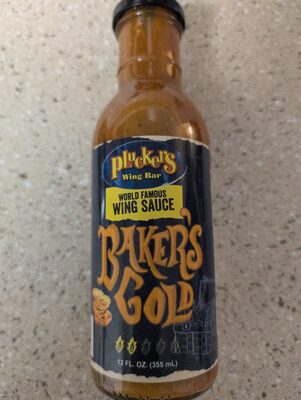 Pluckers
Wing Bar
WORLD FAMOUS
WING SAUCE
BAKER'S
GOLD
12 FL. OZ. (355 mL)